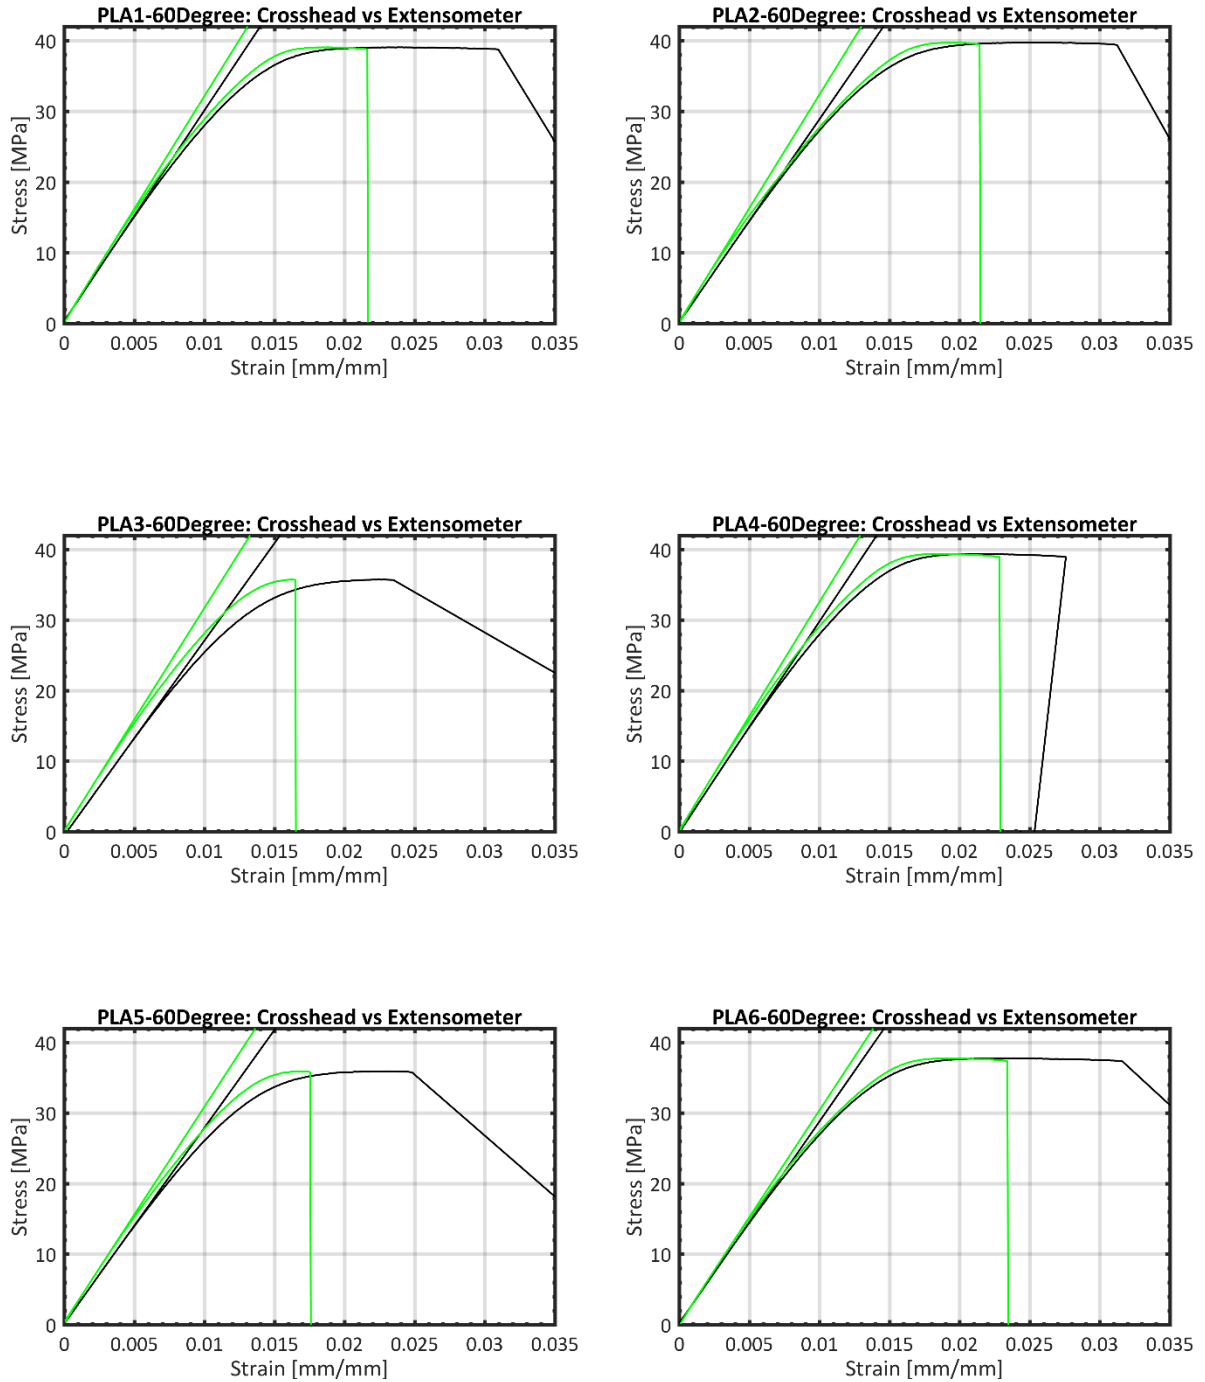 PLA1-60Degree: Crosshead vs Extensometer
40
30
20
10
0
Stress [MPa]
0 0.005 0.01 0.015 0.02 0.025 0.03 0.035
Strain [mm/mm]
PLA2-60Degree: Crosshead vs Extensometer
40
30
20
10
0
Stress [MPa]
0 0.005 0.01 0.015 0.02 0.025 0.03 0.035
Strain [mm/mm]
PLA3-60Degree: Crosshead vs Extensometer
40
30
20
10
0
Stress [MPa]
0 0.005 0.01 0.015 0.02 0.025 0.03 0.035
Strain [mm/mm]
PLA4-60Degree: Crosshead vs Extensometer
40
30
20
10
0
Stress [MPa]
0 0.005 0.01 0.015 0.02 0.025 0.03 0.035
Strain [mm/mm]
PLA5-60Degree: Crosshead vs Extensometer
40
30
20
10
0
Stress [MPa]
0 0.005 0.01 0.015 0.02 0.025 0.03 0.035
Strain [mm/mm]
PLA6-60Degree: Crosshead vs Extensometer
40
30
20
10
0
Stress [MPa]
0 0.005 0.01 0.015 0.02 0.025 0.03 0.035
Strain [mm/mm]